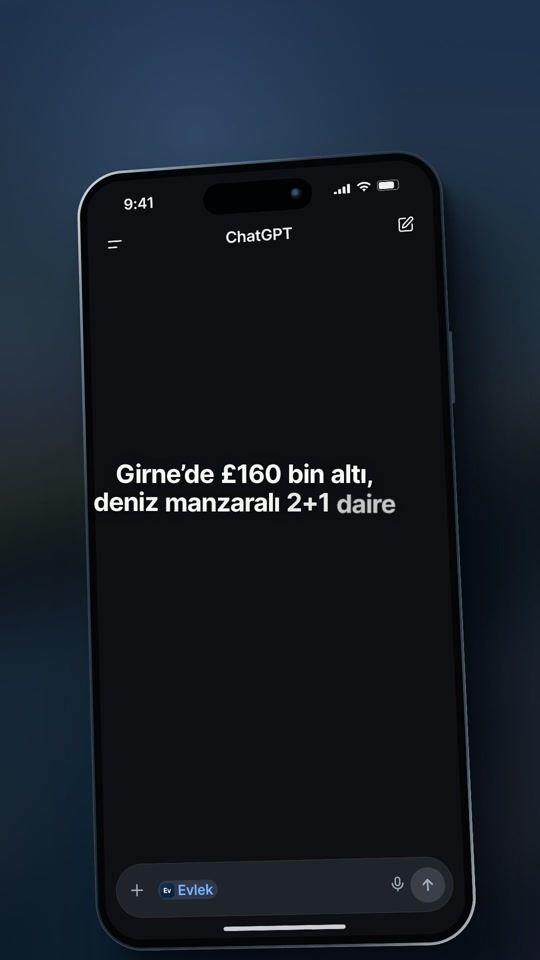 9:41
ChatGPT
Girne’de £160 bin altı,
deniz manzaralı 2+1 daire
Ev Evlek